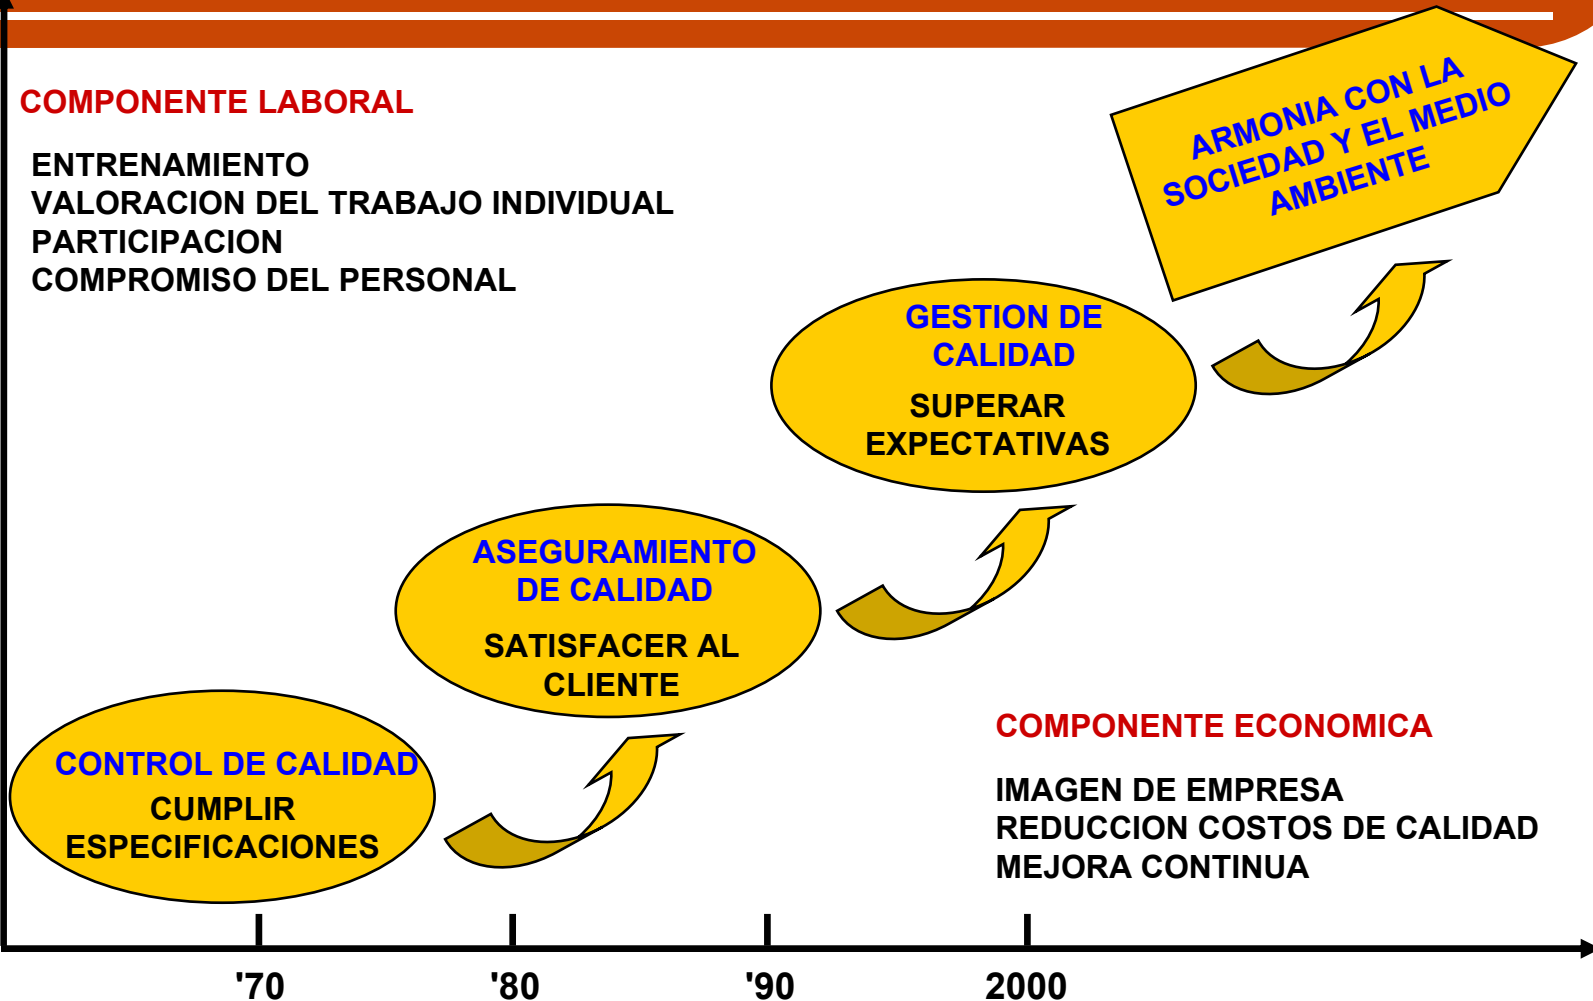 COMPONENTE LABORAL
ENTRENAMIENTO
VALORACION DEL TRABAJO INDIVIDUAL
PARTICIPACION
COMPROMISO DEL PERSONAL
ARMONIA CON LA
SOCIEDAD Y EL MEDIO
AMBIENTE
GESTION DE
CALIDAD
SUPERAR
EXPECTATIVAS
ASEGURAMIENTO
DE CALIDAD
SATISFACER AL
CLIENTE
CONTROL DE CALIDAD
CUMPLIR
ESPECIFICACIONES
COMPONENTE ECONOMICA
IMAGEN DE EMPRESA
REDUCCION COSTOS DE CALIDAD
MEJORA CONTINUA
'70 '80 '90 2000